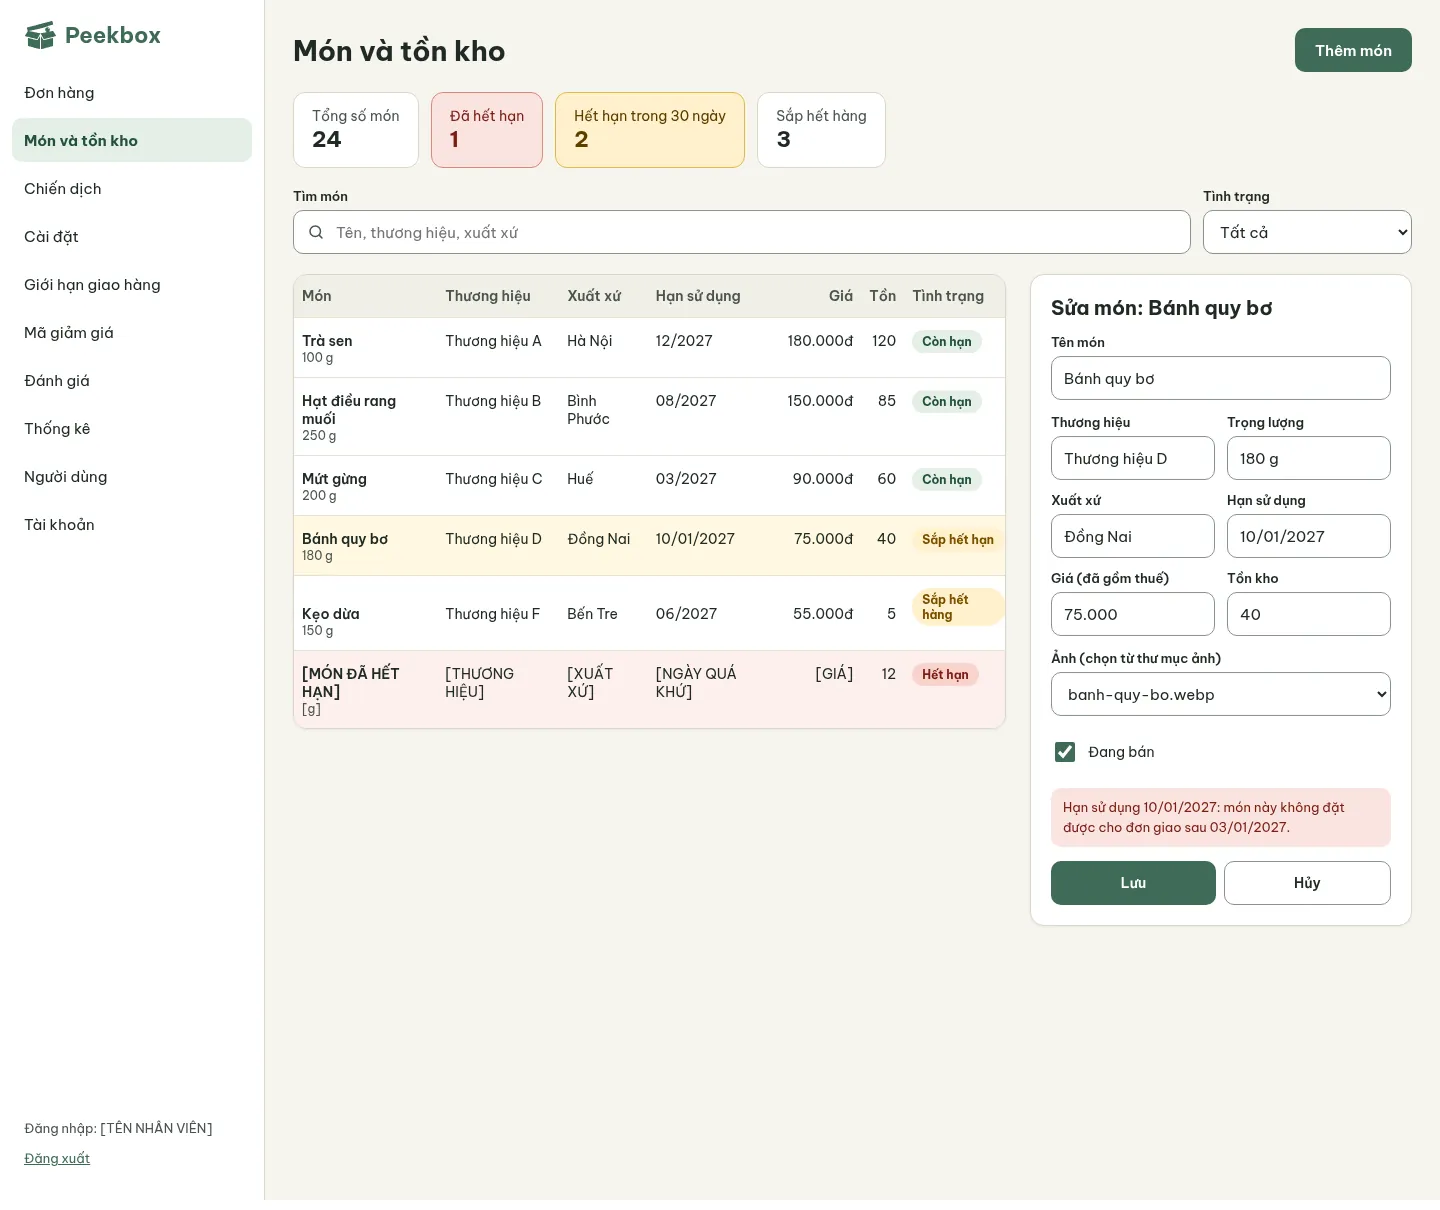 Peekbox
Đơn hàng
Món và tồn kho
Chiến dịch
Cài đặt
Giới hạn giao hàng
Mã giảm giá
Đánh giá
Thống kê
Người dùng
Tài khoản
Đăng nhập: [TÊN NHÂN VIÊN]
Đăng xuất
Món và tồn kho
Thêm món
Tổng số món
24
Đã hết hạn
1
Hết hạn trong 30 ngày
2
Sắp hết hàng
3
Tìm món
Tên, thương hiệu, xuất xứ
Tình trạng
Tất cả
Món Thương hiệu Xuất xứ Hạn sử dụng Giá Tồn Tình trạng
Trà sen Thương hiệu A Hà Nội 12/2027 180.000đ 120 Còn hạn
100 g
Hạt điều rang Thương hiệu B Bình 08/2027 150.000đ 85 Còn hạn
muối Phước
250 g
Mứt gừng Thương hiệu C Huế 03/2027 90.000đ 60 Còn hạn
200 g
Bánh quy bơ Thương hiệu D Đồng Nai 10/01/2027 75.000đ 40 Sắp hết hạn
180 g
Sắp hết
hàng
Kẹo dừa Thương hiệu F Bến Tre 06/2027 55.000đ 5
150 g
[MÓN ĐÃ HẾT [THƯƠNG [XUẤT [NGÀY QUÁ [GIÁ] 12 Hết hạn
HẠN] HIỆU] XỨ] KHỨ]
[g]
Sửa món: Bánh quy bơ
Tên món
Bánh quy bơ
Thương hiệu Trọng lượng
Thương hiệu D 180 g
Xuất xứ Hạn sử dụng
Đồng Nai 10/01/2027
Giá (đã gồm thuế) Tồn kho
75.000 40
Ảnh (chọn từ thư mục ảnh)
banh-quy-bo.webp
Đang bán
Hạn sử dụng 10/01/2027: món này không đặt
được cho đơn giao sau 03/01/2027.
Lưu Hủy